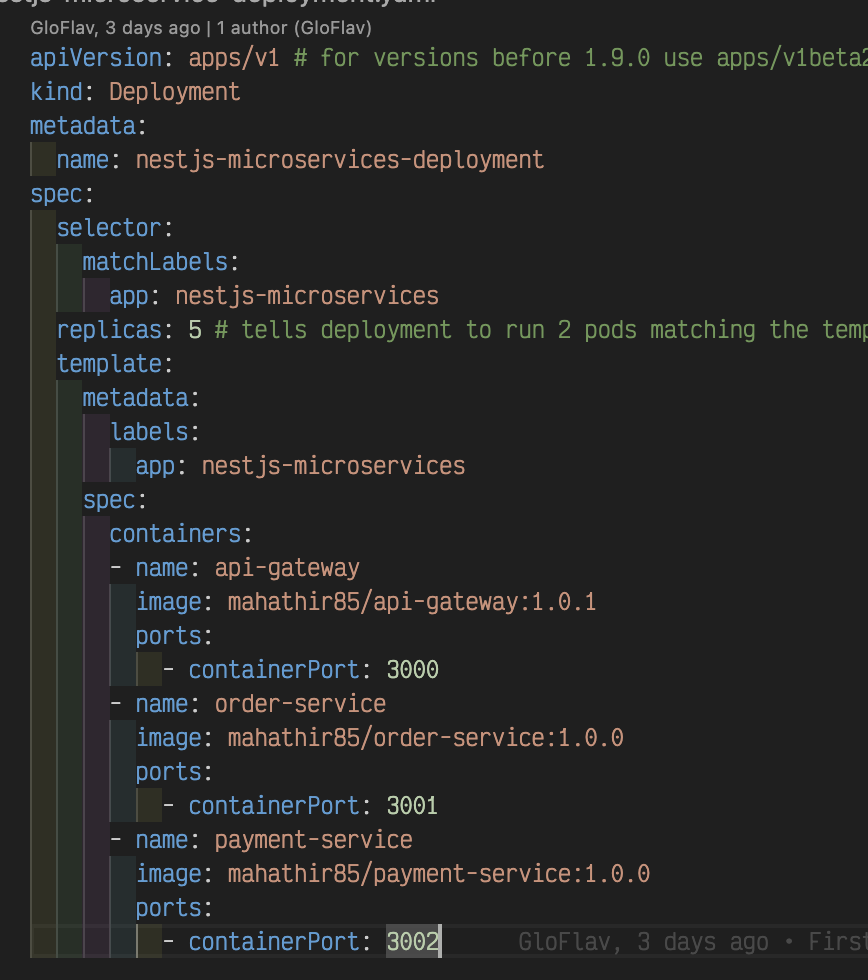 GloFlav, 3 days ago | 1 author (GloFlav)
apiVersion: apps/v1 # for versions before 1.9.0 use apps/v1beta2
kind: Deployment
metadata:
  name: nestjs-microservices-deployment
spec:
  selector:
    matchLabels:
      app: nestjs-microservices
  replicas: 5 # tells deployment to run 2 pods matching the
  template:
    metadata:
      labels:
        app: nestjs-microservices
    spec:
      containers:
      - name: api-gateway
        image: mahathir85/api-gateway:1.0.1
        ports:
          - containerPort: 3000
      - name: order-service
        image: mahathir85/order-service:1.0.0
        ports:
          - containerPort: 3001
      - name: payment-service
        image: mahathir85/payment-service:1.0.0
        ports:
          - containerPort: 3002 GloFlav, 3 days ago • First